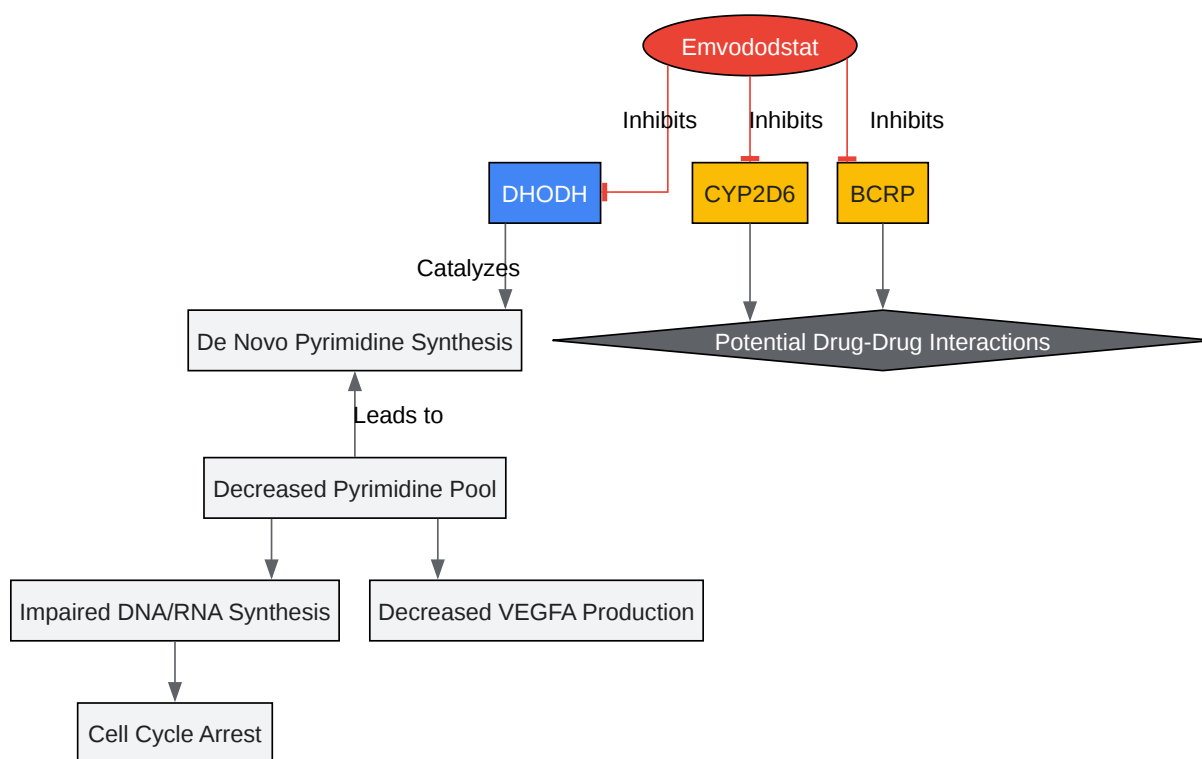 Emvododstat
Inhibits
Inhibits
Inhibits
DHODH
CYP2D6
BCRP
Catalyzes
De Novo Pyrimidine Synthesis
Potential Drug-Drug Interactions
Leads to
Decreased Pyrimidine Pool
Impaired DNA/RNA Synthesis
Decreased VEGFA Production
Cell Cycle Arrest